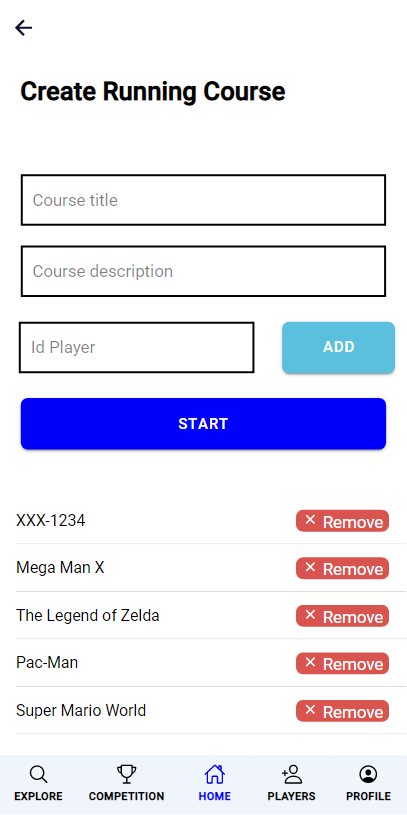 Create Running Course
Course title
Course description
Id Player
ADD
START
XXX-1234
Remove
Mega Man X
Remove
The Legend of Zelda
Remove
Pac-Man
Remove
Super Mario World
Remove
EXPLORE COMPETITION HOME PLAYERS PROFILE